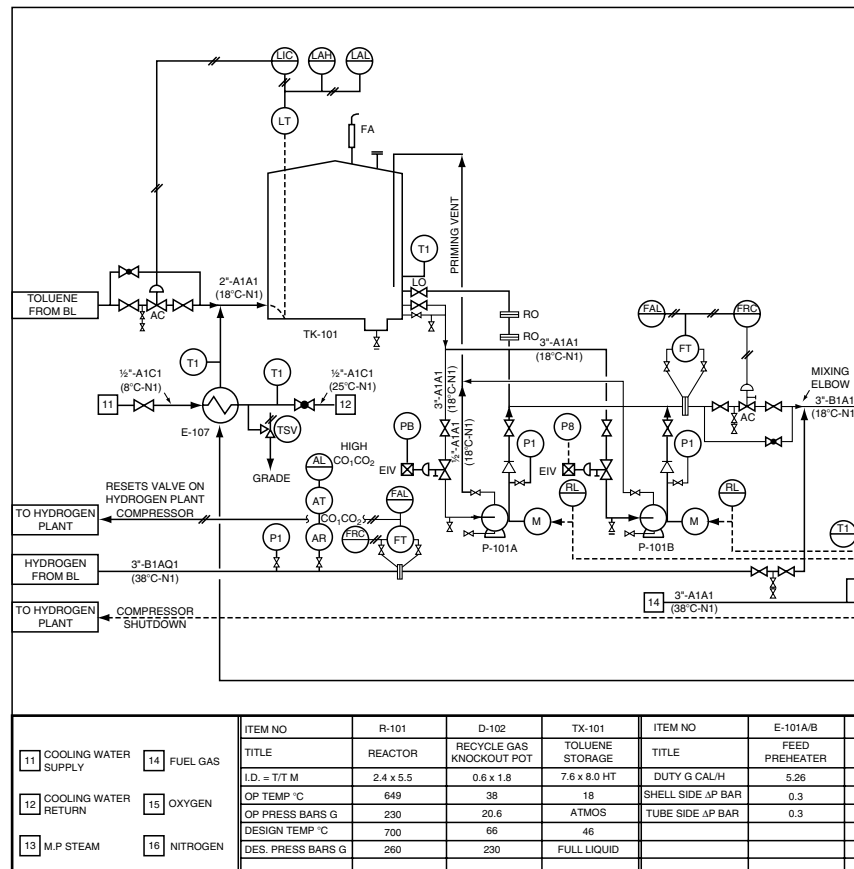 LIC
LAH
LAL
LT
FA
T1
LO
PRIMING VENT
TOLUENE
FROM BL
2"-A1A1
(18°C-N1)
AC
TK-101
RO
RO
FAL
FRC
FT
3"-A1A1
(18°C-N1)
MIXING
ELBOW
3"-B1A1
(18°C-N1
AC
T1
T1
½"-A1C1
(8°C-N1)
½"-A1C1
(25°C-N1)
11
12
E-107
TSV
GRADE
3"-A1A1
(18°C-N1)
½"-A1A1
(18°C-N1)
PB
P8
P1
P1
EIV
EIV
HIGH
CO₁CO₂
AL
AT
AR
CO₁CO₂
FAL
FRC
FT
RL
RL
M
M
P-101A
P-101B
T1
RESETS VALVE ON
HYDROGEN PLANT
COMPRESSOR
TO HYDROGEN
PLANT
P1
HYDROGEN
FROM BL
3"-B1AQ1
(38°C-N1)
14
3"-A1A1
(38°C-N1)
TO HYDROGEN
PLANT
COMPRESSOR
SHUTDOWN
11 COOLING WATER
SUPPLY
14 FUEL GAS
12 COOLING WATER
RETURN
15 OXYGEN
13 M.P STEAM
16 NITROGEN
ITEM NO R-101 D-102 TX-101 ITEM NO E-101A/B
TITLE REACTOR RECYCLE GAS KNOCKOUT POT TOLUENE STORAGE TITLE FEED PREHEATER
I.D. = T/T M 2.4 x 5.5 0.6 x 1.8 7.6 x 8.0 HT DUTY G CAL/H 5.26
OP TEMP °C 649 38 18 SHELL SIDE ΔP BAR 0.3
OP PRESS BARS G 230 20.6 ATMOS TUBE SIDE ΔP BAR 0.3
DESIGN TEMP °C 700 66 46
DES. PRESS BARS G 260 230 FULL LIQUID